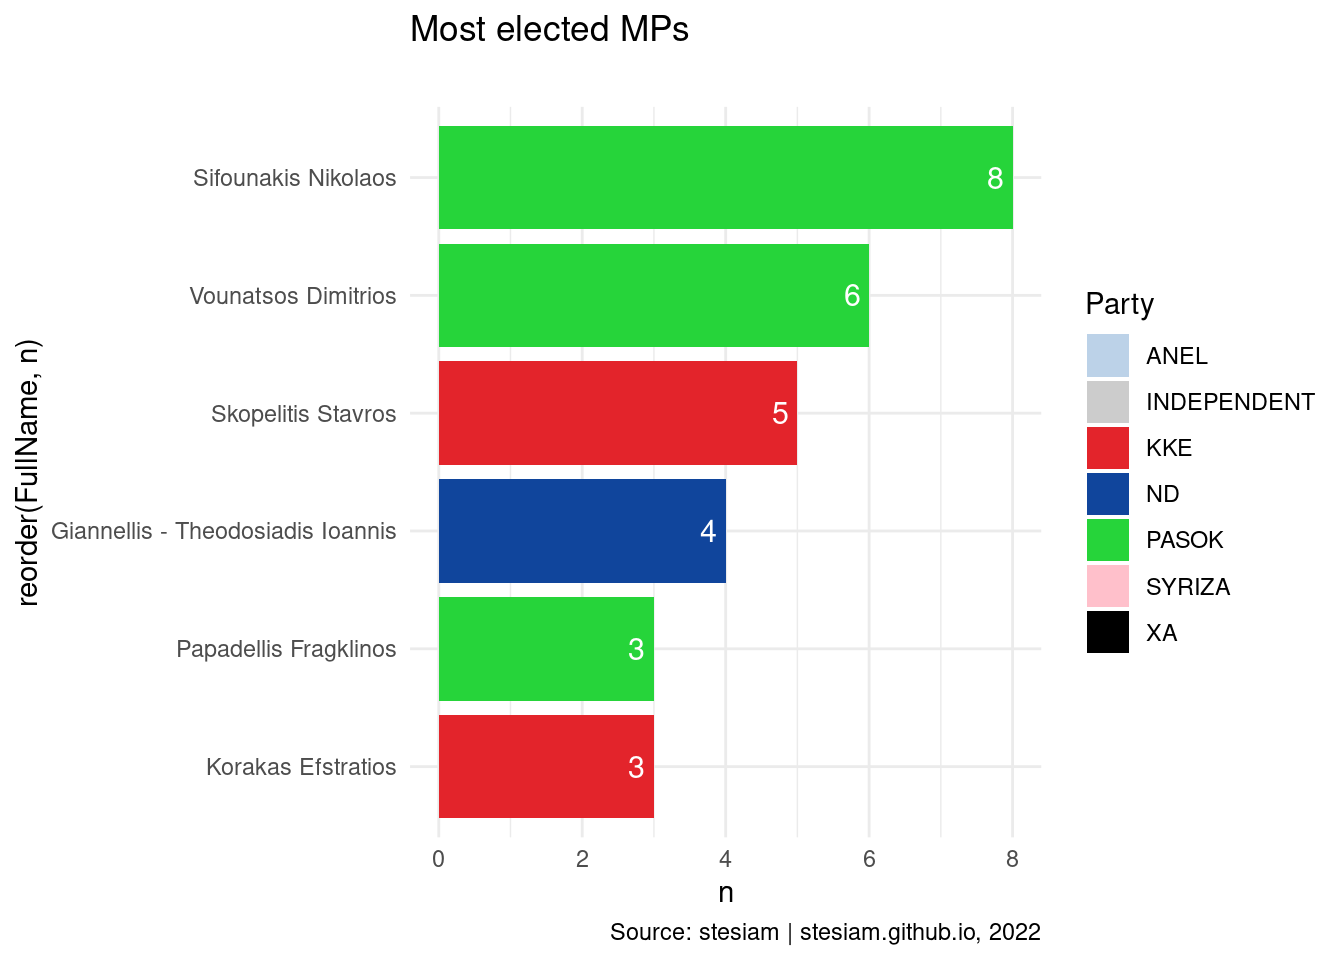 Most elected MPs
reorder(FullName, n)
Sifounakis Nikolaos
8
Vounatsos Dimitrios
6
Skopelitis Stavros
5
Giannellis - Theodosiadis Ioannis
4
Papadellis Fragklinos
3
Korakas Efstratios
3
0 2 4 6 8
n
Party
ANEL
INDEPENDENT
KKE
ND
PASOK
SYRIZA
XA
Source: stesiam | stesiam.github.io, 2022